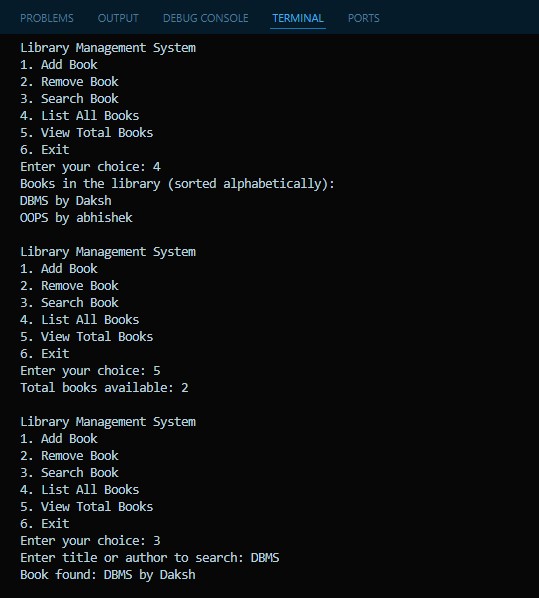 PROBLEMS OUTPUT DEBUG CONSOLE TERMINAL PORTS
Library Management System
1. Add Book
2. Remove Book
3. Search Book
4. List All Books
5. View Total Books
6. Exit
Enter your choice: 4
Books in the library (sorted alphabetically):
DBMS by Daksh
OOPS by abhishek
Library Management System
1. Add Book
2. Remove Book
3. Search Book
4. List All Books
5. View Total Books
6. Exit
Enter your choice: 5
Total books available: 2
Library Management System
1. Add Book
2. Remove Book
3. Search Book
4. List All Books
5. View Total Books
6. Exit
Enter your choice: 3
Enter title or author to search: DBMS
Book found: DBMS by Daksh